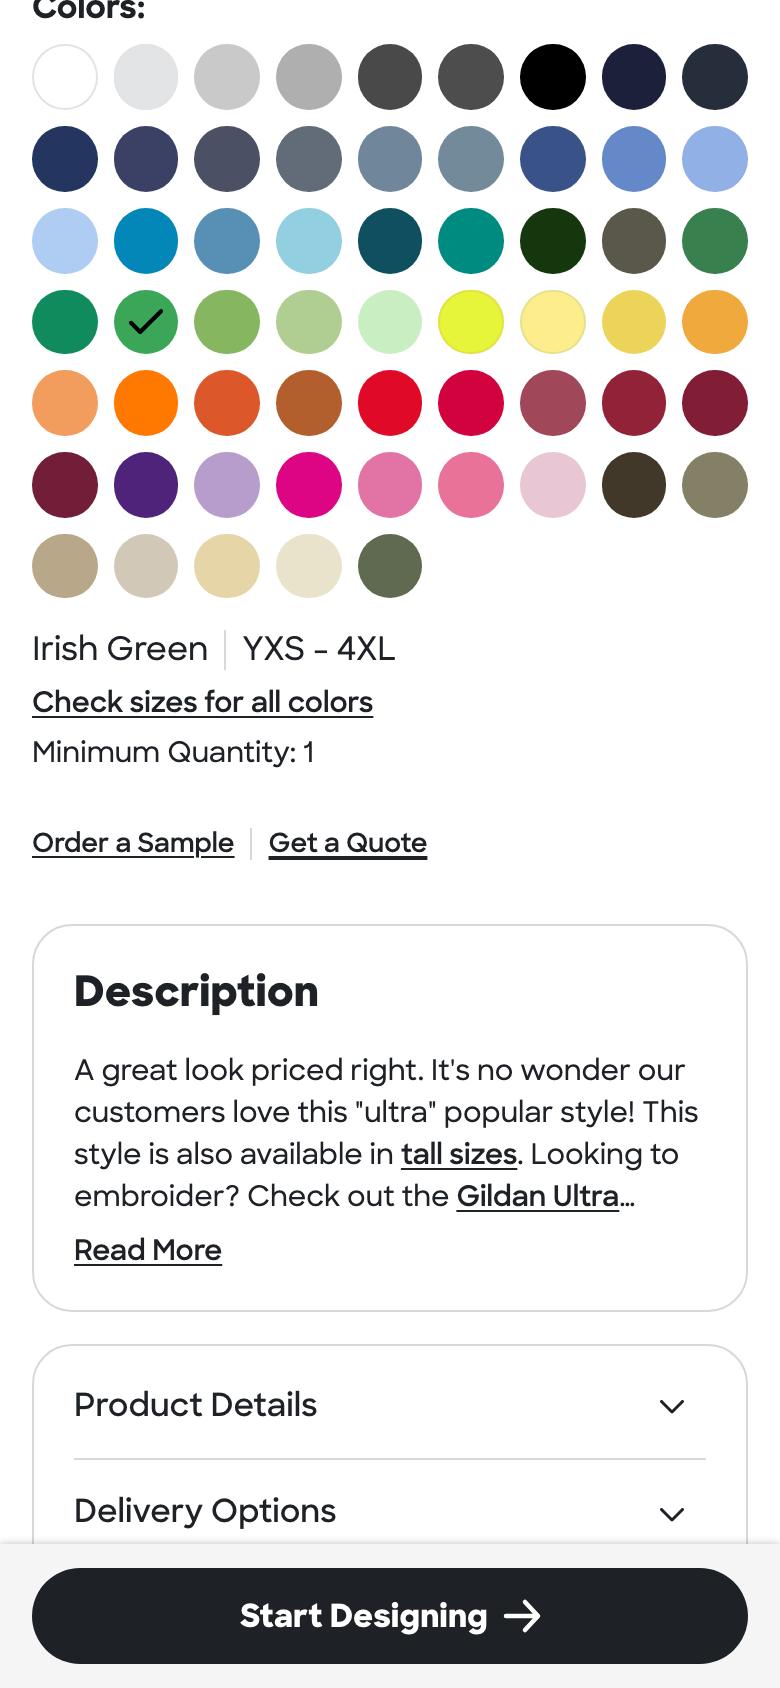 Colors:
Irish Green
YXS – 4XL
Check sizes for all colors
Minimum Quantity: 1
Order a Sample
Get a Quote
Description
A great look priced right. It's no wonder our
customers love this "ultra" popular style! This
style is also available in tall sizes. Looking to
embroider? Check out the Gildan Ultra...
Read More
Product Details
Delivery Options
Start Designing